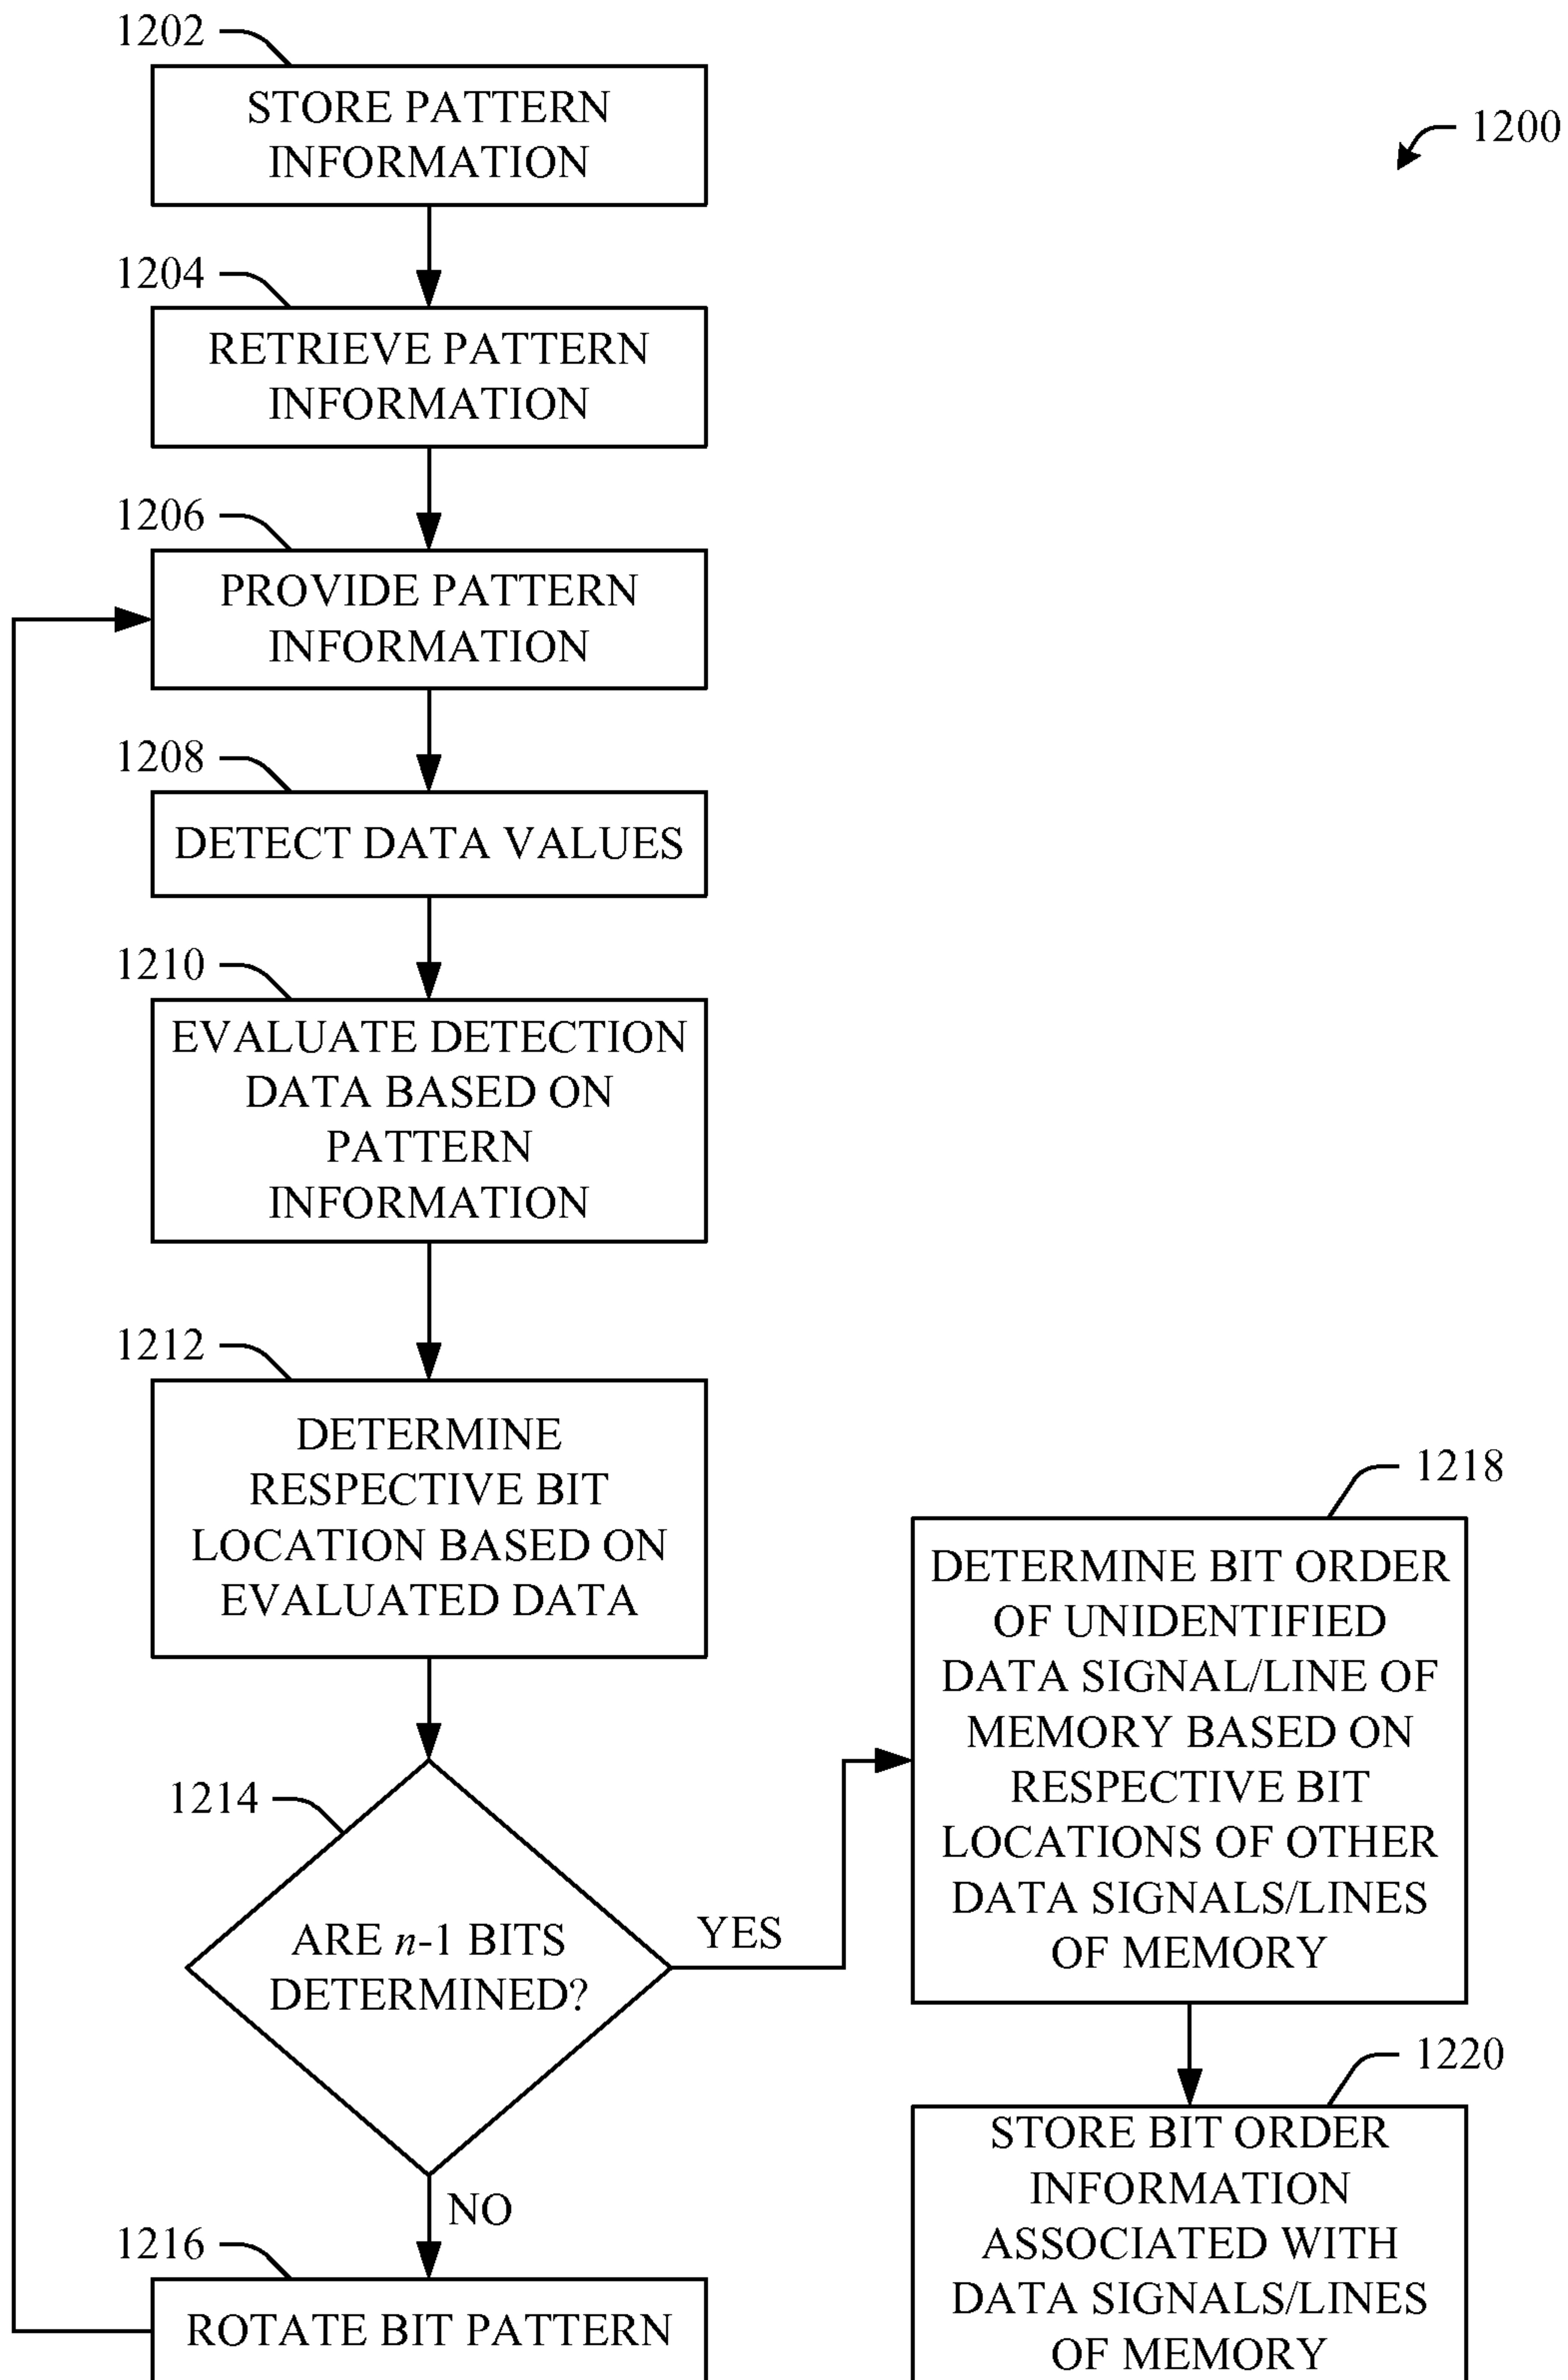 1202
STORE PATTERN
INFORMATION
1200
1204
RETRIEVE PATTERN
INFORMATION
1206
PROVIDE PATTERN
INFORMATION
1208
DETECT DATA VALUES
1210
EVALUATE DETECTION
DATA BASED ON
PATTERN
INFORMATION
1212
DETERMINE
RESPECTIVE BIT
LOCATION BASED ON
EVALUATED DATA
1214
ARE n-1 BITS
DETERMINED?
YES
NO
1216
ROTATE BIT PATTERN
1218
DETERMINE BIT ORDER
OF UNIDENTIFIED
DATA SIGNAL/LINE OF
MEMORY BASED ON
RESPECTIVE BIT
LOCATIONS OF OTHER
DATA SIGNALS/LINES
OF MEMORY
1220
STORE BIT ORDER
INFORMATION
ASSOCIATED WITH
DATA SIGNALS/LINES
OF MEMORY